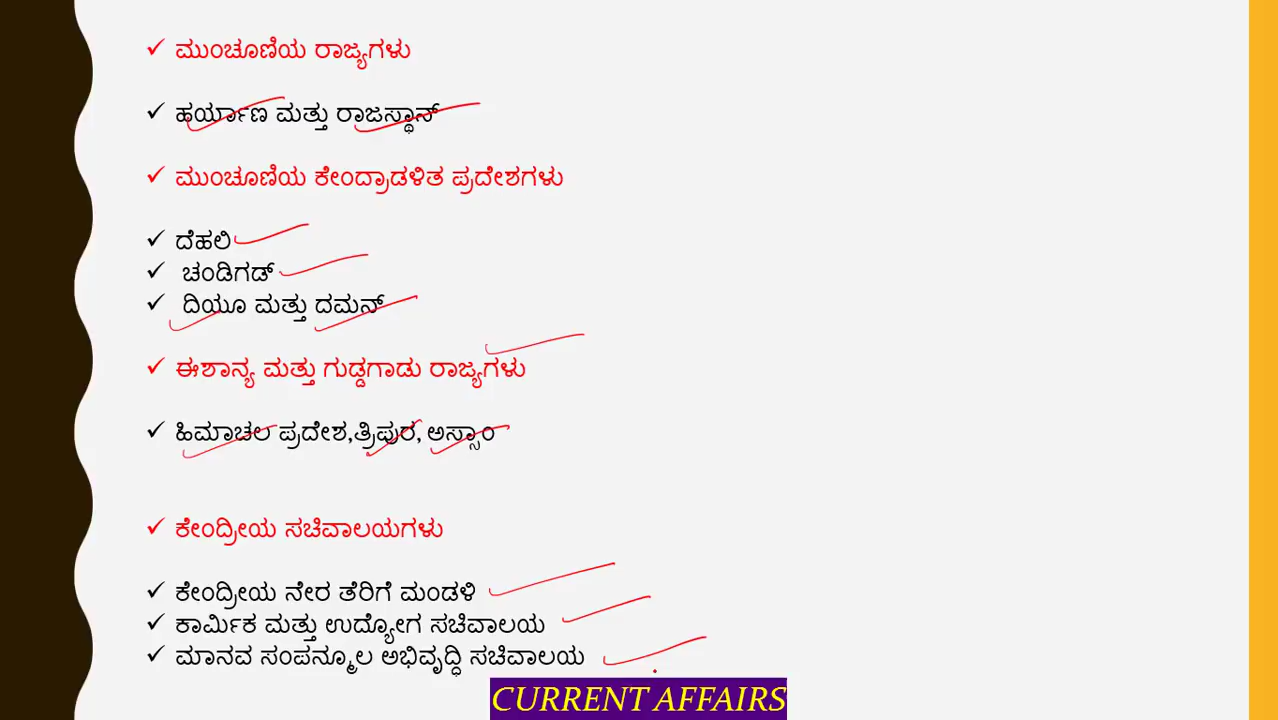 ಮುಂಚೂಣಿಯ ರಾಜ್ಯಗಳು
ಹರ್ಯಾಣ ಮತ್ತು ರಾಜಸ್ಥಾನ್
ಮುಂಚೂಣಿಯ ಕೇಂದ್ರಾಡಳಿತ ಪ್ರದೇಶಗಳು
ದೆಹಲಿ
ಚಂಡಿಗಡ್
ದಿಯೂ ಮತ್ತು ದಮನ್
ಈಶಾನ್ಯ ಮತ್ತು ಗುಡ್ಡಗಾಡು ರಾಜ್ಯಗಳು
ಹಿಮಾಚಲ ಪ್ರದೇಶ,ತ್ರಿಪುರ, ಅಸ್ಸಾಂ
ಕೇಂದ್ರೀಯ ಸಚಿವಾಲಯಗಳು
ಕೇಂದ್ರೀಯ ನೇರ ತೆರಿಗೆ ಮಂಡಳಿ
ಕಾರ್ಮಿಕ ಮತ್ತು ಉದ್ಯೋಗ ಸಚಿವಾಲಯ
ಮಾನವ ಸಂಪನ್ಮೂಲ ಅಭಿವೃದ್ಧಿ ಸಚಿವಾಲಯ
CURRENT AFFAIRS